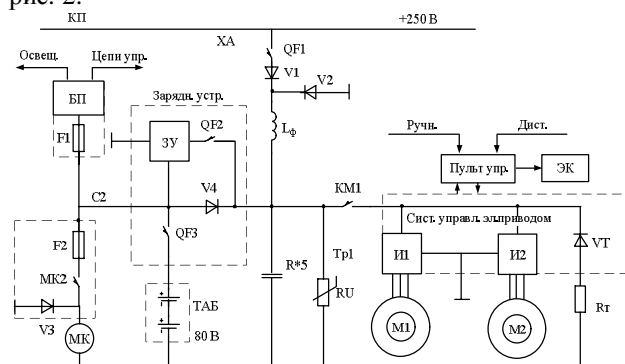 рис. 2.
КП
+250 В
ХА
Освещ.
Цепи упр.
QF1
V1
V2
БП
Зарядн. устр.
F1
ЗУ
QF2
Lф
Ручн.
Дист.
Пульт упр.
ЭК
C2
V4
КМ1
Сист. управл. эл.приводом
F2
QF3
МК2
R*5
Тр1
RU
И1
И2
VT
Rт
V3
ТАБ
80 В
МК
М1
М2